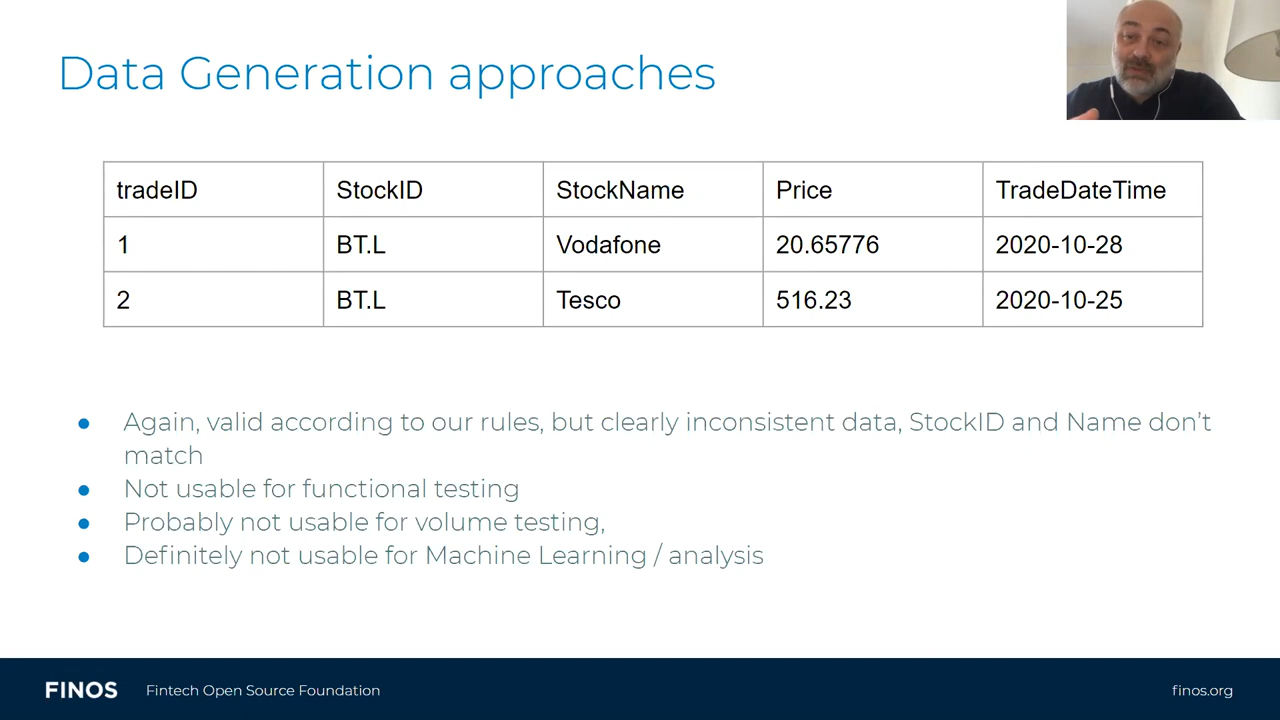 Data Generation approaches
tradeID StockID StockName Price TradeDateTime
1 BT.L Vodafone 20.65776 2020-10-28
2 BT.L Tesco 516.23 2020-10-25
● Again, valid according to our rules, but clearly inconsistent data, StockID and Name don’t
match
● Not usable for functional testing
● Probably not usable for volume testing,
● Definitely not usable for Machine Learning / analysis
FINOS Fintech Open Source Foundation finos.org